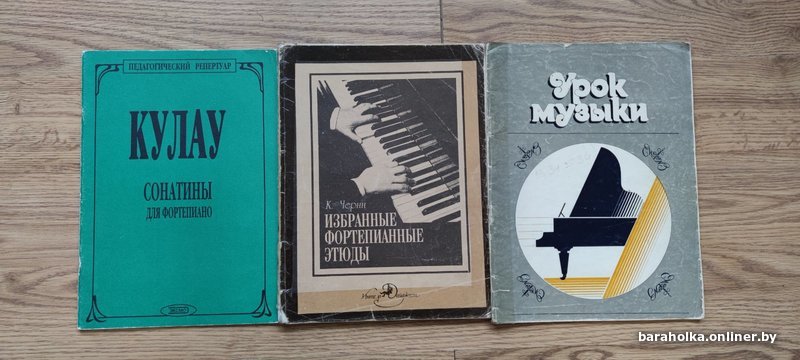 ПЕДАГОГИЧЕСКИЙ РЕПЕРТУАР
КУЛАУ
СОНАТИНЫ
ДЛЯ ФОРТЕПИАНО
К. Черни
ИЗБРАННЫЕ
ФОРТЕПИАННЫЕ
ЭТЮДЫ
Урок
музыки
baraholka.onliner.by